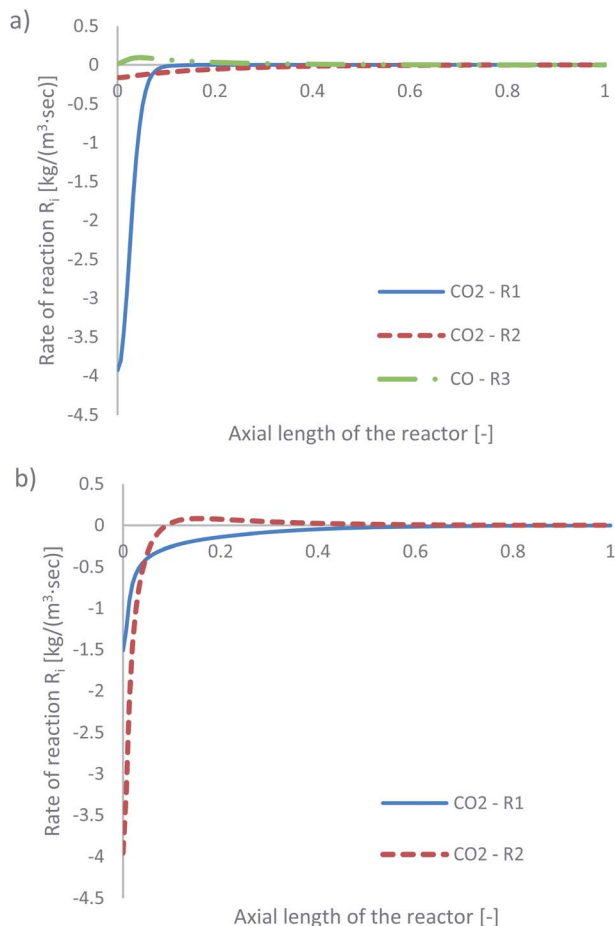 a)
0.5
0
-0.5
-1
-1.5
-2
-2.5
-3
-3.5
-4
-4.5
0 0.2 0.4 0.6 0.8 1
Rate of reaction Ri [kg/(m³·sec)]
CO2 - R1
CO2 - R2
CO - R3
Axial length of the reactor [-]
b)
0.5
0
-0.5
-1
-1.5
-2
-2.5
-3
-3.5
-4
-4.5
0 0.2 0.4 0.6 0.8 1
Rate of reaction Ri [kg/(m³·sec)]
CO2 - R1
CO2 - R2
Axial length of the reactor [-]